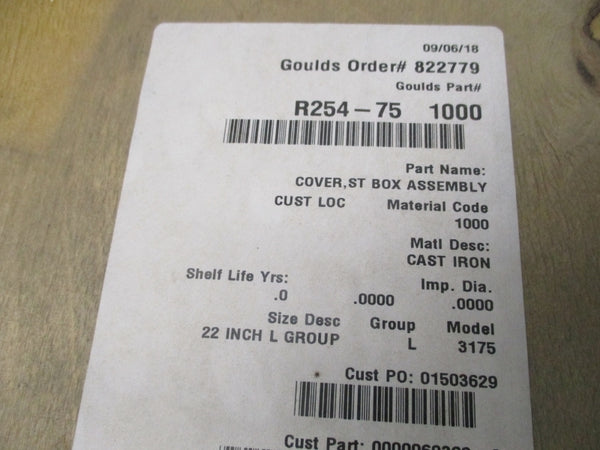 09/06/18
Goulds Order# 822779
Goulds Part#
R254-75 1000
Part Name:
COVER,ST BOX ASSEMBLY
CUST LOC Material Code
1000
Matl Desc:
CAST IRON
Shelf Life Yrs: Imp. Dia.
.0 .0000 .0000
Size Desc Group Model
22 INCH L GROUP L 3175
Cust PO: 01503629
Cust Part: